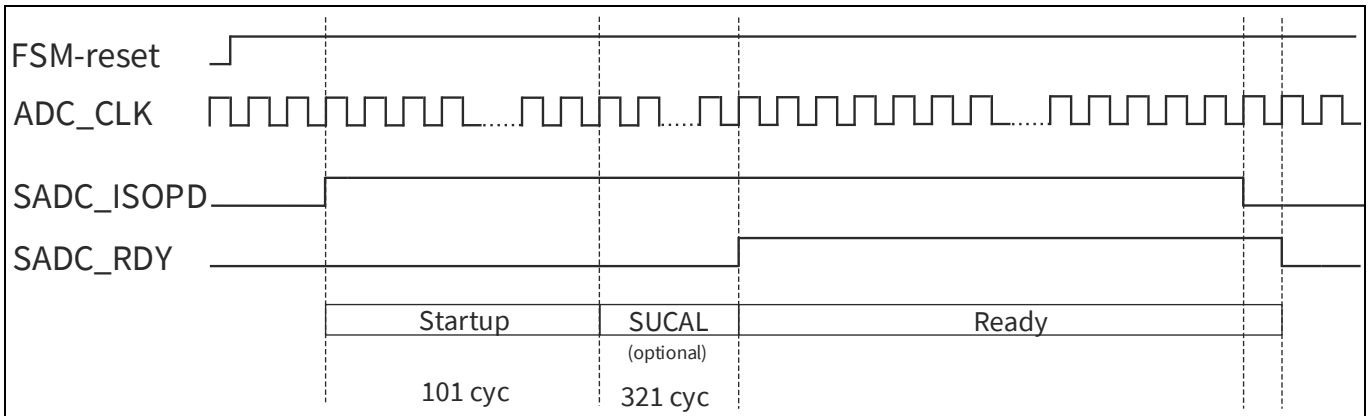 FSM-reset
ADC_CLK
SADC_ISOPD
SADC_RDY
Startup SUCAL Ready
(optional)
101 cyc 321 cyc